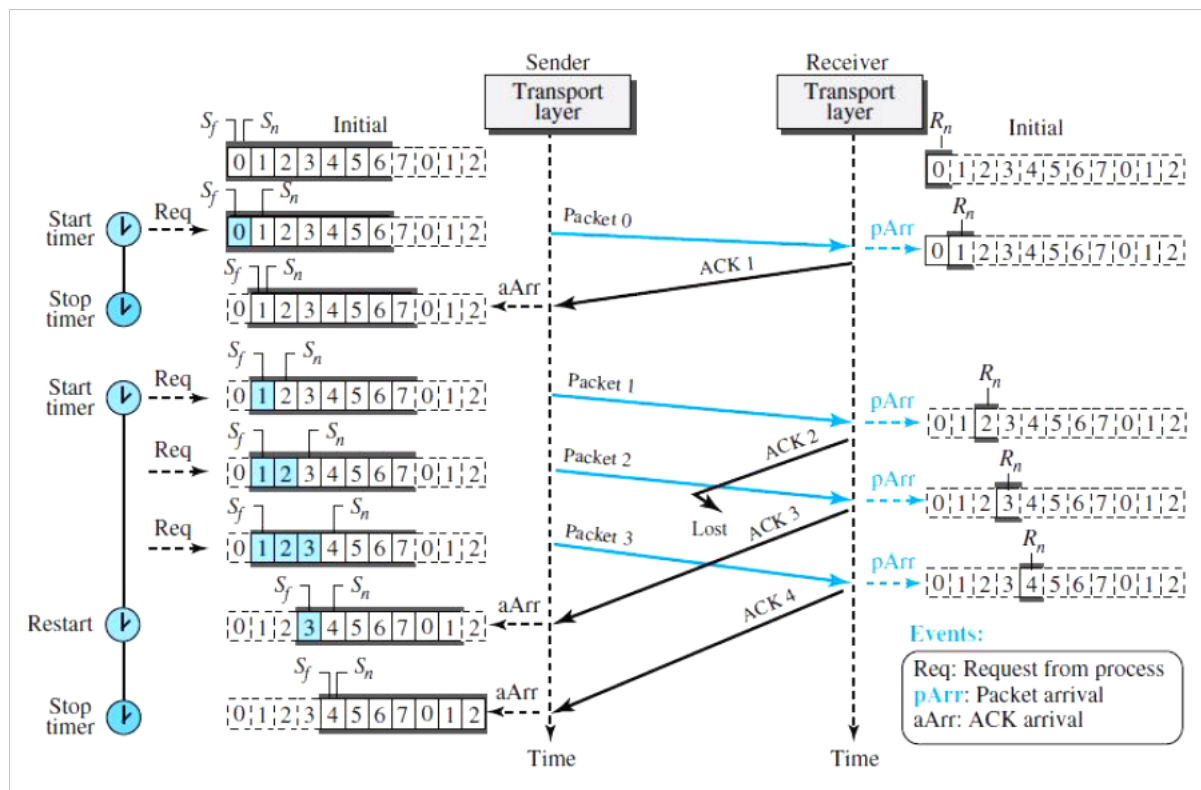 Sender
Receiver
Transport
layer
Transport
layer
Sf Sn Initial
0 1 2 3 4 5 6 7 0 1 2
Rn Initial
0 1 2 3 4 5 6 7 0 1 2
Start
timer
Req
Sf Sn
0 1 2 3 4 5 6 7 0 1 2
Packet 0
pArr
Rn
0 1 2 3 4 5 6 7 0 1 2
Stop
timer
Sf Sn
0 1 2 3 4 5 6 7 0 1 2
aArr
ACK 1
Start
timer
Req
Sf Sn
0 1 2 3 4 5 6 7 0 1 2
Packet 1
pArr
Rn
0 1 2 3 4 5 6 7 0 1 2
ACK 2
Lost
Req
Sf Sn
0 1 2 3 4 5 6 7 0 1 2
Packet 2
pArr
Rn
0 1 2 3 4 5 6 7 0 1 2
ACK 3
Req
Sf Sn
0 1 2 3 4 5 6 7 0 1 2
Packet 3
pArr
Rn
0 1 2 3 4 5 6 7 0 1 2
ACK 4
Restart
Sf Sn
0 1 2 3 4 5 6 7 0 1 2
aArr
Stop
timer
Sf Sn
0 1 2 3 4 5 6 7 0 1 2
aArr
Time
Time
Events:
Req: Request from process
pArr: Packet arrival
aArr: ACK arrival